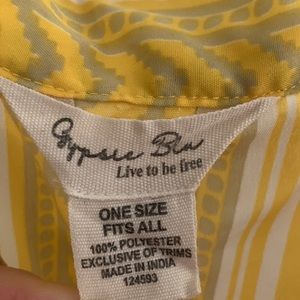 Gypsie Blu
Live to be free
ONE SIZE
FITS ALL
100% POLYESTER
EXCLUSIVE OF TRIMS
MADE IN INDIA
124593